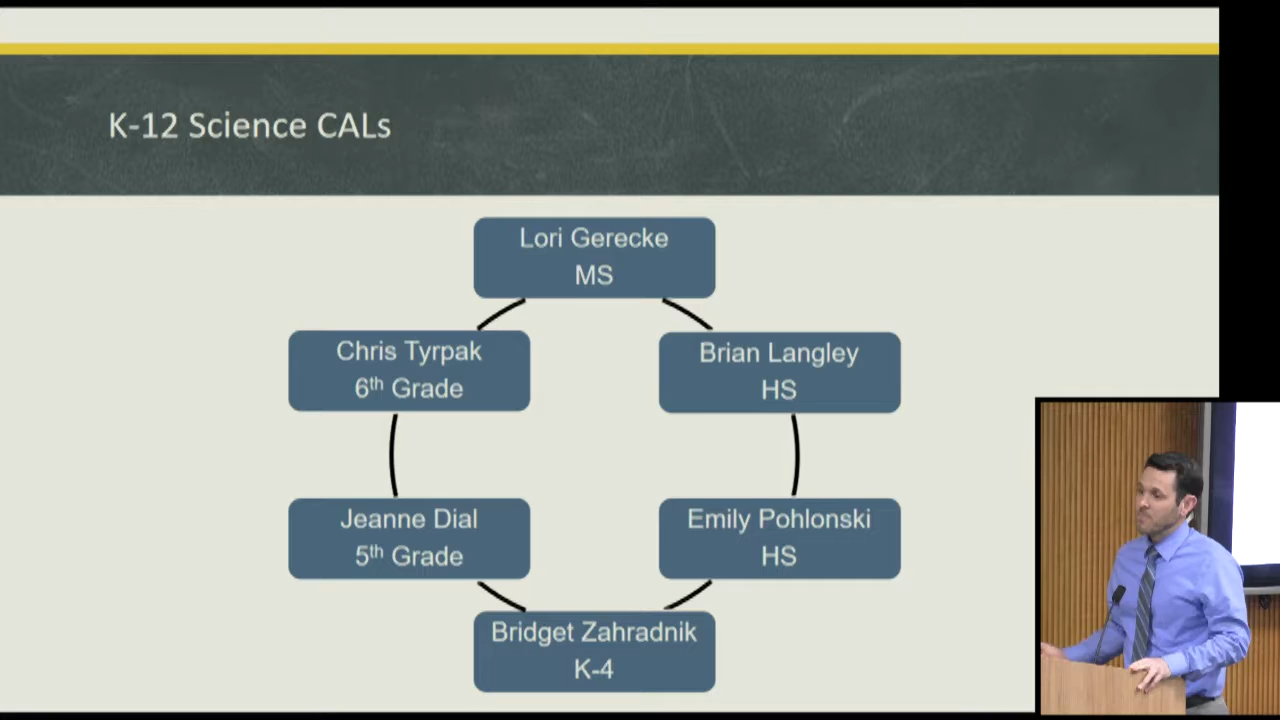 K-12 Science CALs
Lori Gerecke
MS
Chris Tyrpak
6th Grade
Brian Langley
HS
Jeanne Dial
5th Grade
Emily Pohlonski
HS
Bridget Zahradnik
K-4